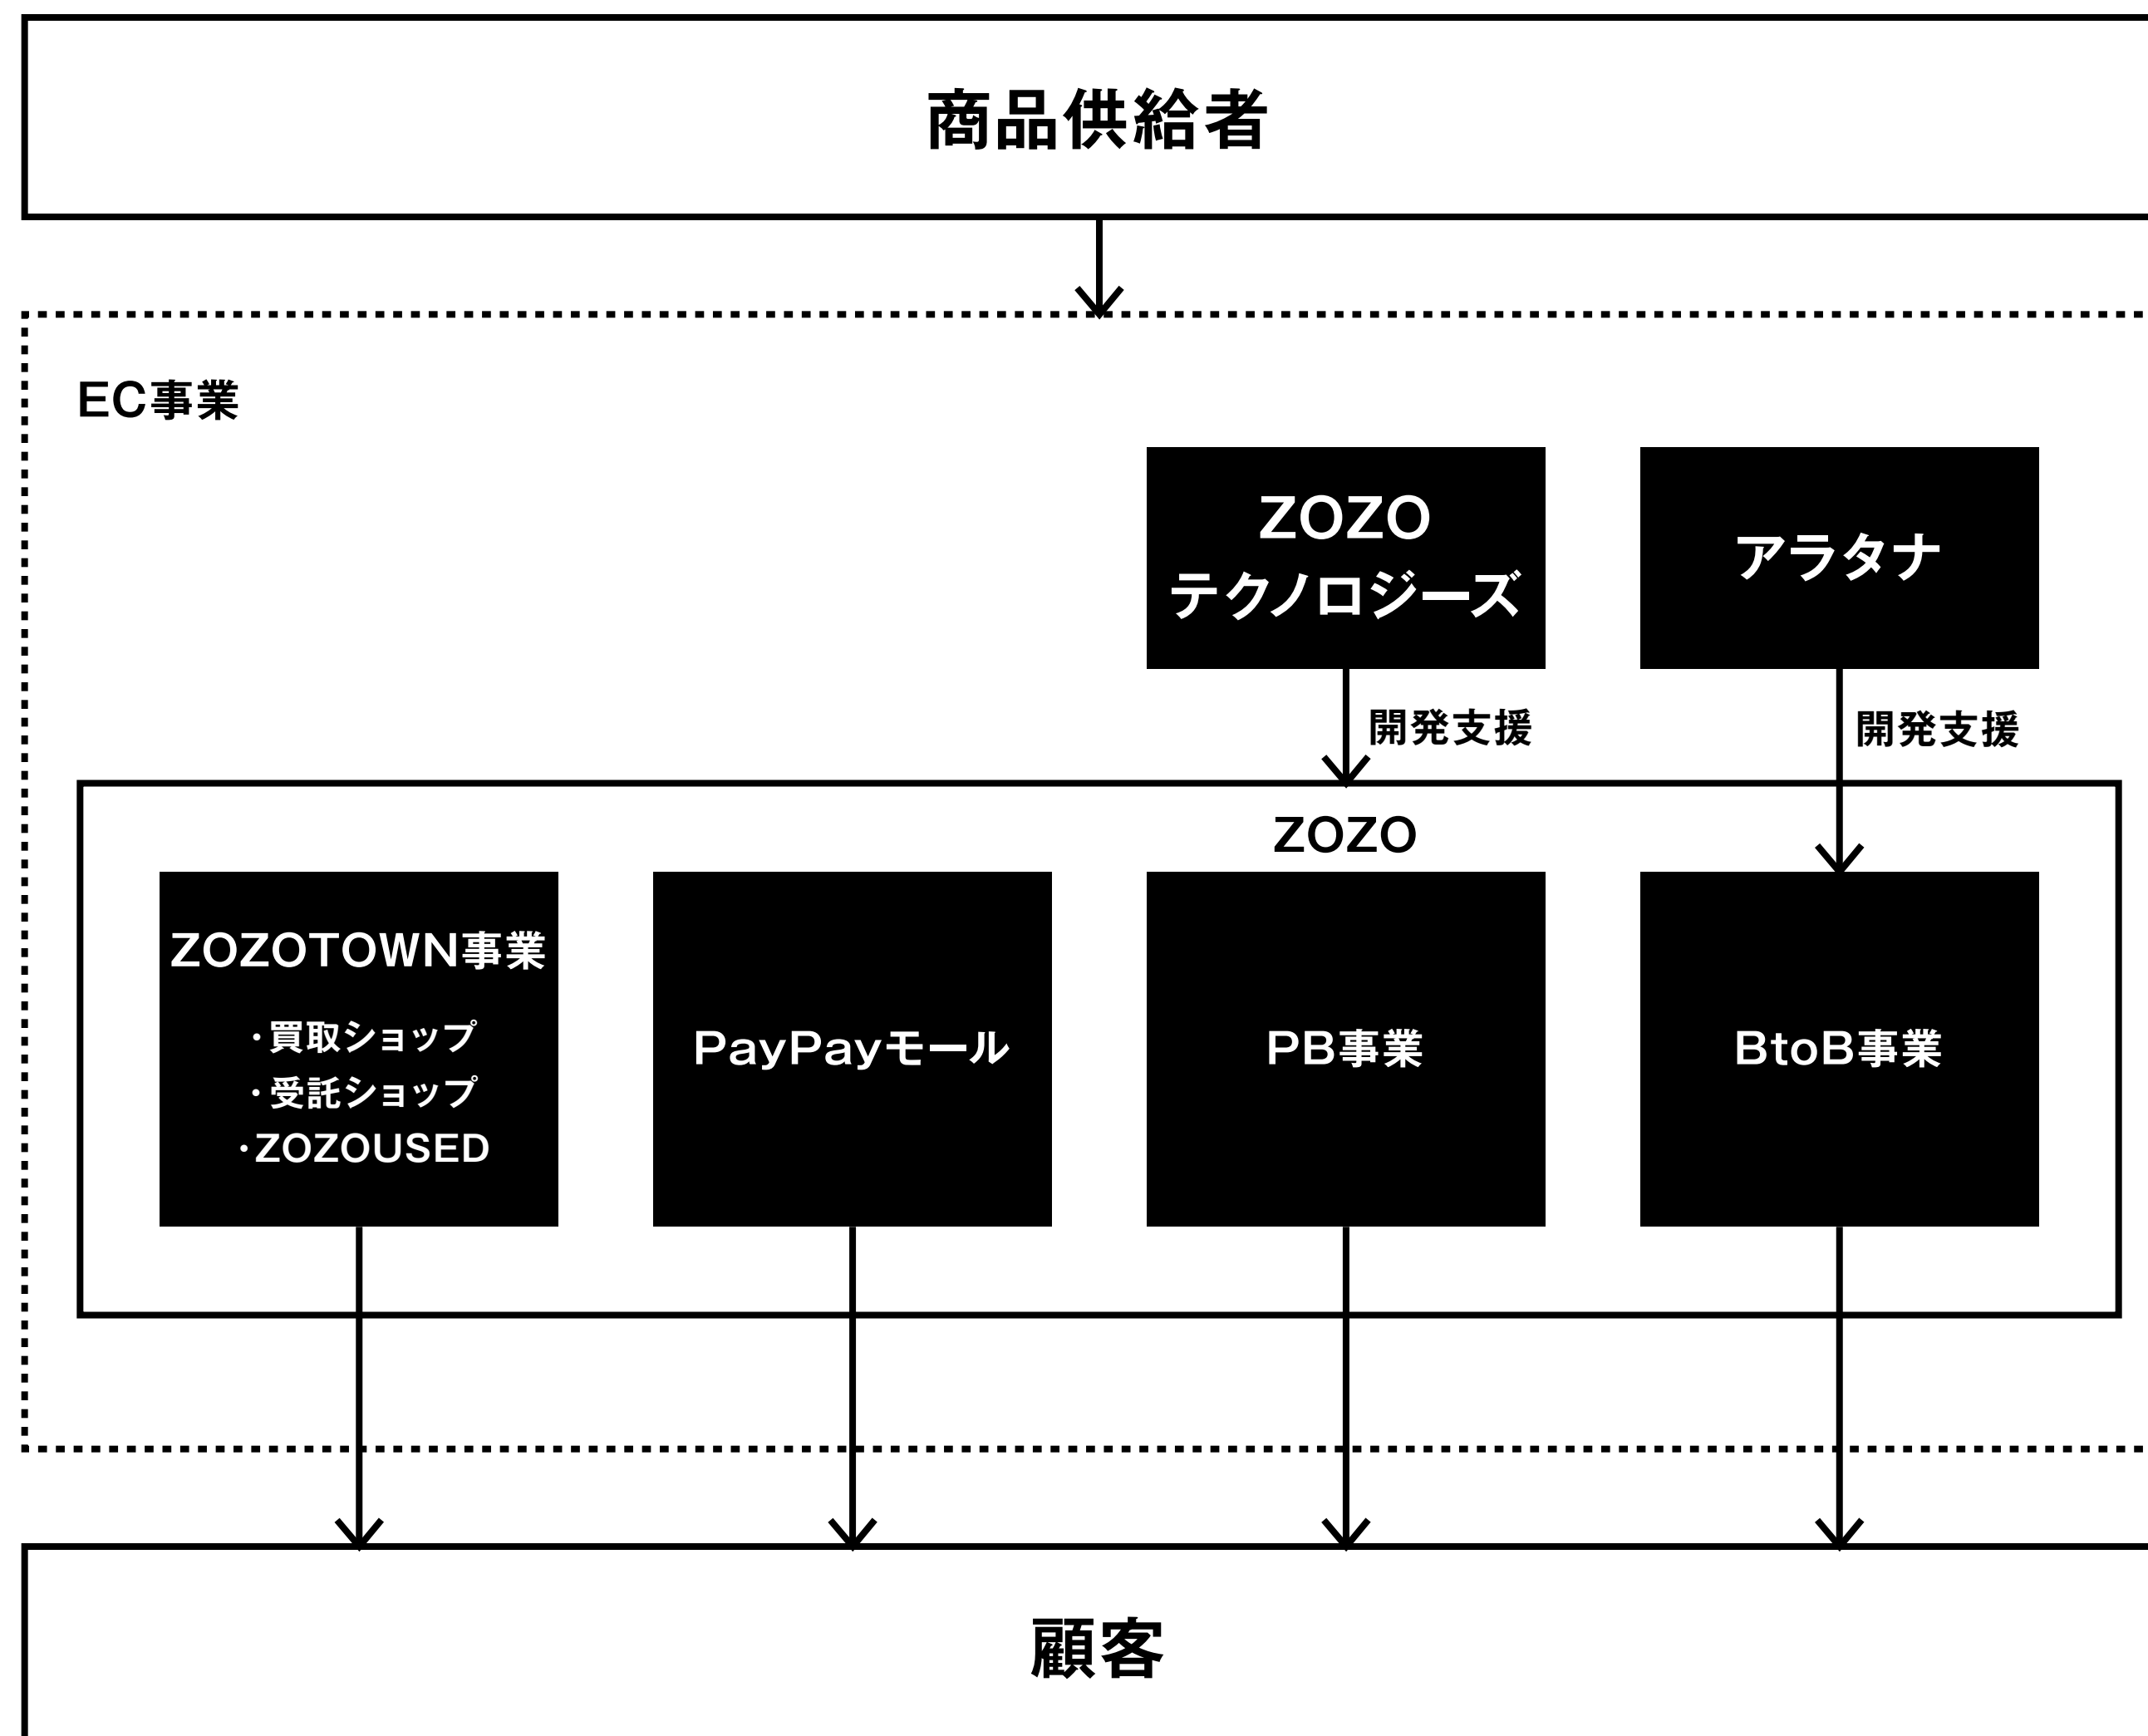 商品供給者
EC事業
ZOZO
テクノロジーズ
アラタナ
開発支援
開発支援
ZOZO
ZOZOTOWN事業
・買取ショップ
・受託ショップ
・ZOZOUSED
PayPayモール
PB事業
BtoB事業
顧客